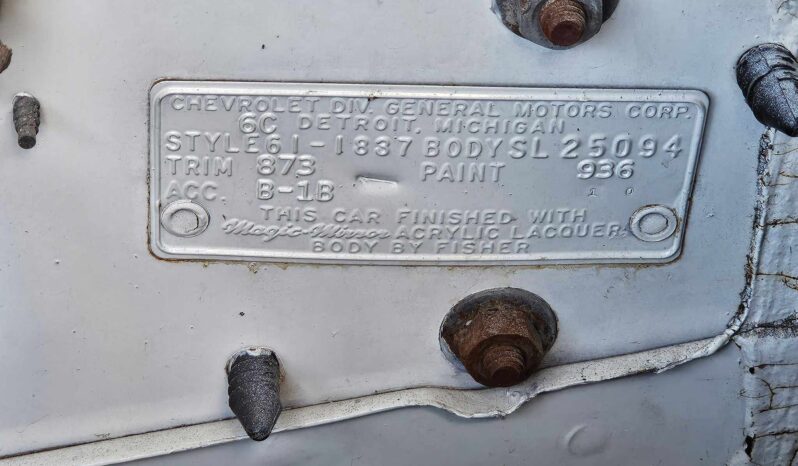 CHEVROLET DIV. GENERAL MOTORS CORP.
6C DETROIT, MICHIGAN
STYLE 61-1837 BODY SL 25094
TRIM 873 PAINT 936
ACC. B-1B 10
THIS CAR FINISHED WITH
Magic-Mirror ACRYLIC LACQUER
BODY BY FISHER